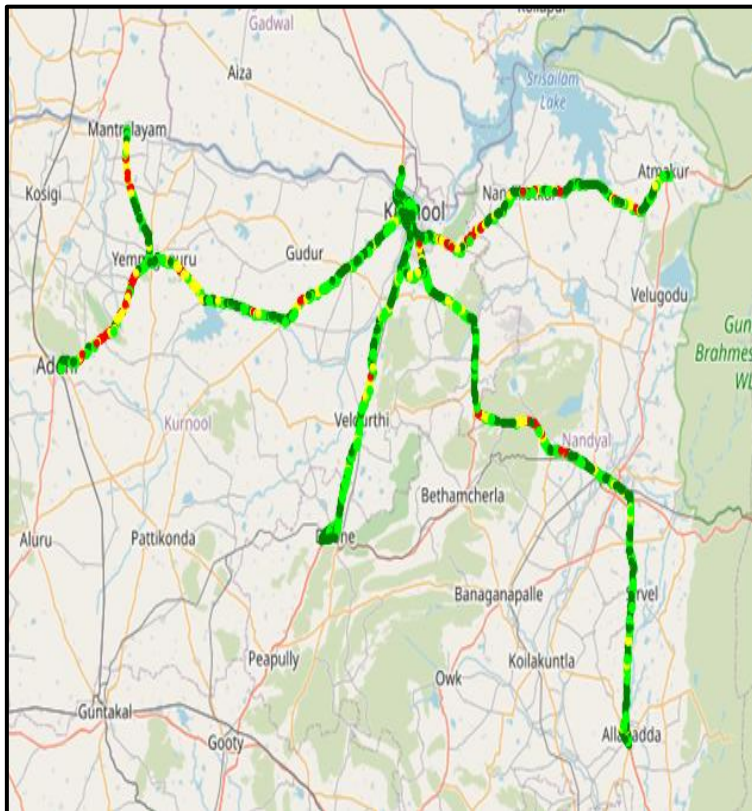 Kollapur
Gadwal
Aiza
Srisailam
Lake
Mantralayam
Atmakur
Kosigi
Gudur
Velugodu
Gun
Brahmes
WL
Kurnool
Nandyal
Bethamcherla
Aluru
Pattikonda
Banaganapalle
Peapully
Koilakuntla
Owk
Guntakal
Gooty